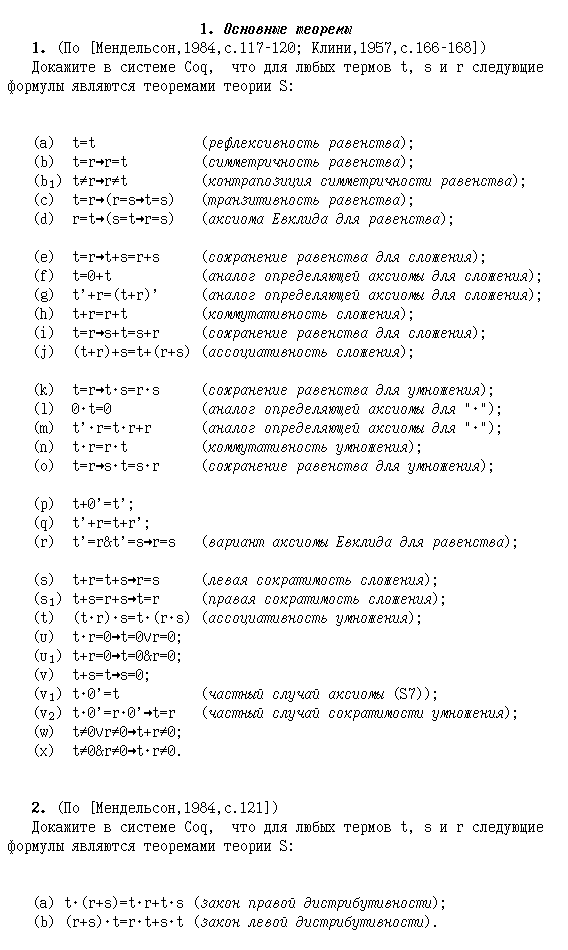 1. Основные теоремы
1. (По [Мендельсон,1984,с.117-120; Клини,1957,с.166-168])
Докажите в системе Coq, что для любых термов t, s и r следующие
формулы являются теоремами теории S:
(a) t=t (рефлексивность равенства);
(b) t=r→r=t (симметричность равенства);
(b₁) t≠r→r≠t (контрапозиция симметричности равенства);
(c) t=r→(r=s→t=s) (транзитивность равенства);
(d) r=t→(s=t→r=s) (аксиома Евклида для равенства);
(e) t=r→t+s=r+s (сохранение равенства для сложения);
(f) t=0+t (аналог определяющей аксиомы для сложения);
(g) t’+r=(t+r)’ (аналог определяющей аксиомы для сложения);
(h) t+r=r+t (коммутативность сложения);
(i) t=r→s+t=s+r (сохранение равенства для сложения);
(j) (t+r)+s=t+(r+s) (ассоциативность сложения);
(k) t=r→t·s=r·s (сохранение равенства для умножения);
(l) 0·t=0 (аналог определяющей аксиомы для "·");
(m) t’·r=t·r+r (аналог определяющей аксиомы для "·");
(n) t·r=r·t (коммутативность умножения);
(o) t=r→s·t=s·r (сохранение равенства для умножения);
(p) t+0’=t’;
(q) t’+r=t+r’;
(r) t’=r&t’=s→r=s (вариант аксиомы Евклида для равенства);
(s) t+r=t+s→r=s (левая сократимость сложения);
(s₁) t+s=r+s→t=r (правая сократимость сложения);
(t) (t·r)·s=t·(r·s) (ассоциативность умножения);
(u) t·r=0→t=0∨r=0;
(u₁) t+r=0→t=0&r=0;
(v) t+s=t→s=0;
(v₁) t·0’=t (частный случай аксиомы (S7));
(v₂) t·0’=r·0’→t=r (частный случай сократимости умножения);
(w) t≠0∨r≠0→t+r≠0;
(x) t≠0&r≠0→t·r≠0.
2. (По [Мендельсон,1984,с.121])
Докажите в системе Coq, что для любых термов t, s и r следующие
формулы являются теоремами теории S:
(a) t·(r+s)=t·r+t·s (закон правой дистрибутивности);
(b) (r+s)·t=r·t+s·t (закон левой дистрибутивности).